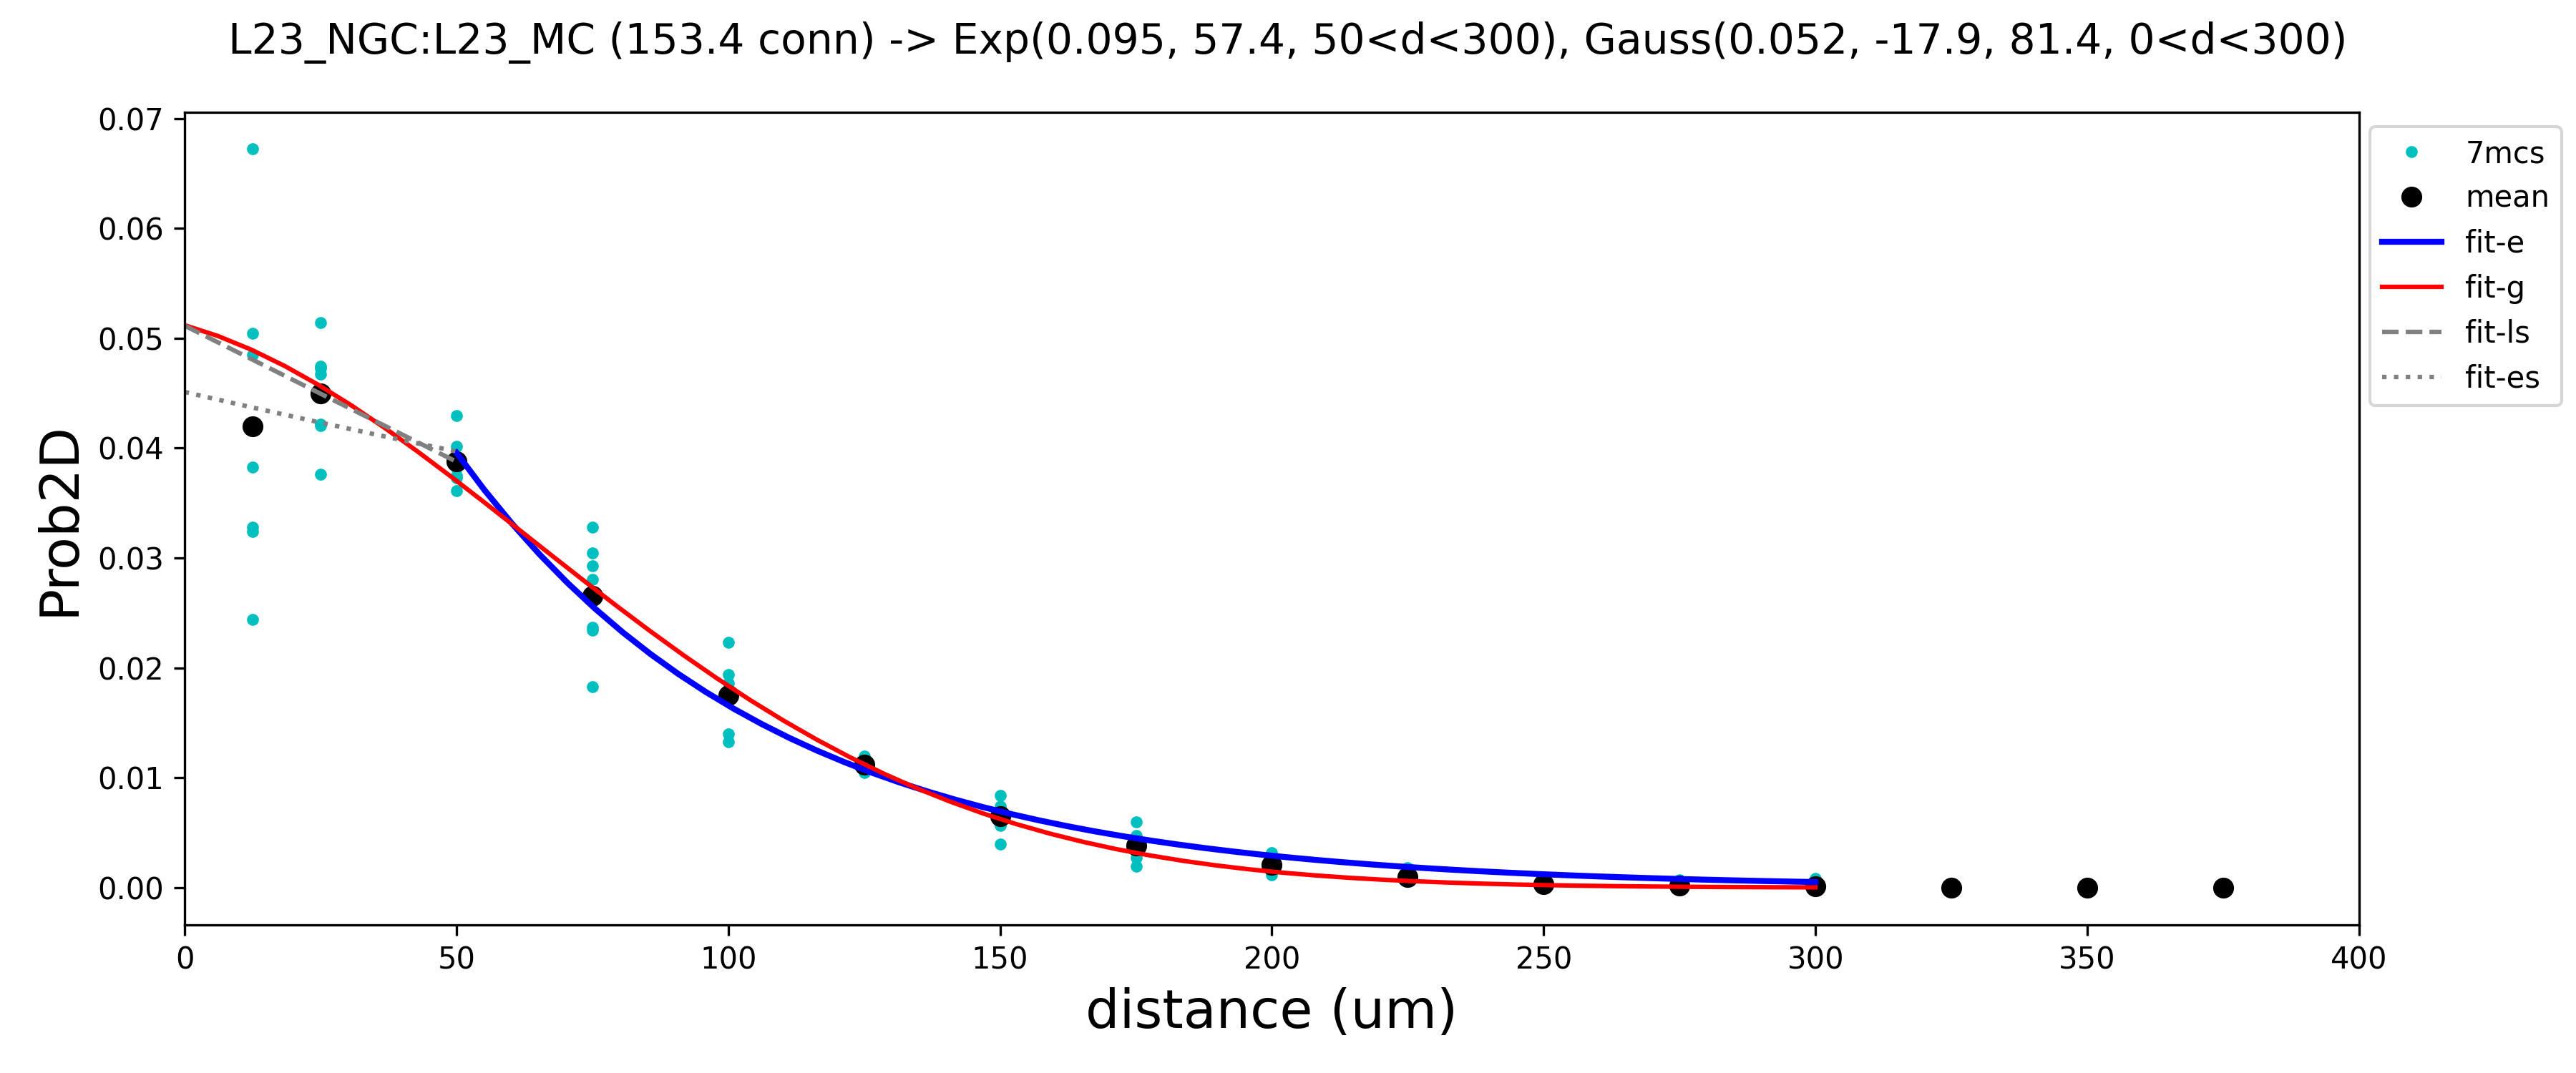 L23_NGC:L23_MC (153.4 conn) -> Exp(0.095, 57.4, 50<d<300), Gauss(0.052, -17.9, 81.4, 0<d<300)
0.07
0.06
0.05
0.04
0.03
0.02
0.01
0.00
Prob2D
0 50 100 150 200 250 300 350 400
distance (um)
7mcs
mean
fit-e
fit-g
fit-ls
fit-es